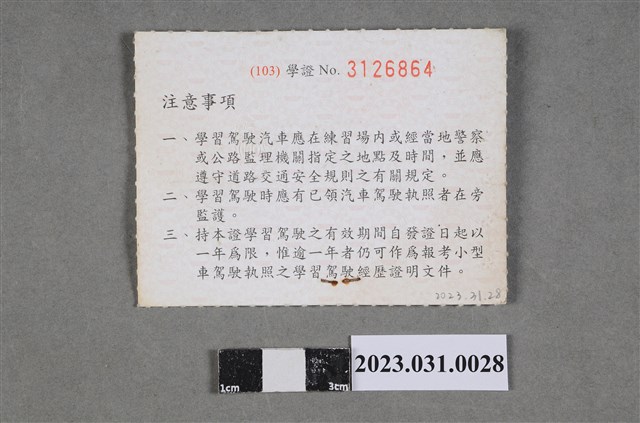 (103) 學證 No. 3126864
注意事項
一、學習駕駛汽車應在練習場內或經當地警察
或公路監理機關指定之地點及時間,並應
遵守道路交通安全規則之有關規定。
二、學習駕駛時應有已領汽車駕駛執照者在旁
監護。
三、持本證學習駕駛之有效期間自發證日起以
一年為限,惟逾一年者仍可作為報考小型
車駕駛執照之學習駕駛經歷證明文件。
2023.31.28
1cm 3cm
2023.031.0028